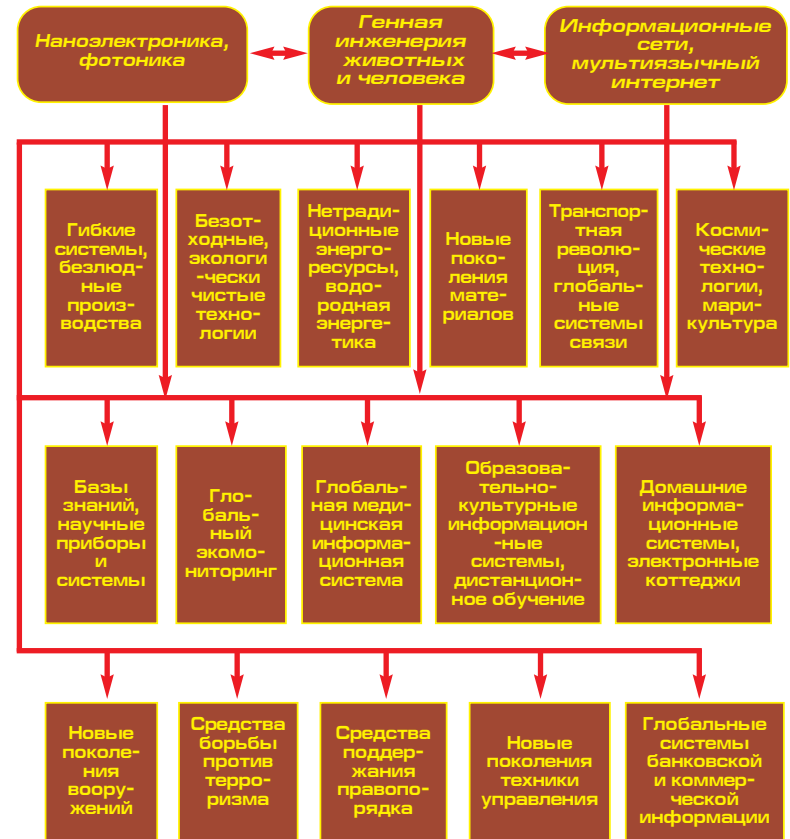 Наноэлектроника,
фотоника
Генная
инженерия
животных
и человека
Информационные
сети,
мультиязычный
интернет
Гибкие
системы,
безлюд-
ные
произ-
водства
Безот-
ходные,
экологи
-чески
чистые
техно-
логии
Нетради-
ционные
энерго-
ресурсы,
водо-
родная
энерге-
тика
Новые
поко-
ления
мате-
риалов
Транспор-
тная
револю-
ция,
глобаль-
ные
системы
связи
Косми-
ческие
техно-
логии,
мари-
культура
Базы
знаний,
научные
приборы
и
системы
Гло-
баль-
ный
экомо-
ниторинг
Глобаль-
ная меди-
цинская
информа-
ционная
система
Образова-
тельно-
культурные
информацион
-ные
системы,
дистанцион-
ное обучение
Домашние
информа-
ционные
системы,
электронные
коттеджи
Новые
поколе-
ния
воору-
жений
Средства
борьбы
против
терро-
ризма
Средства
поддер-
жания
правопо-
рядка
Новые
поколения
техники
управления
Глобальные
системы
банковской
и коммер-
ческой
информации